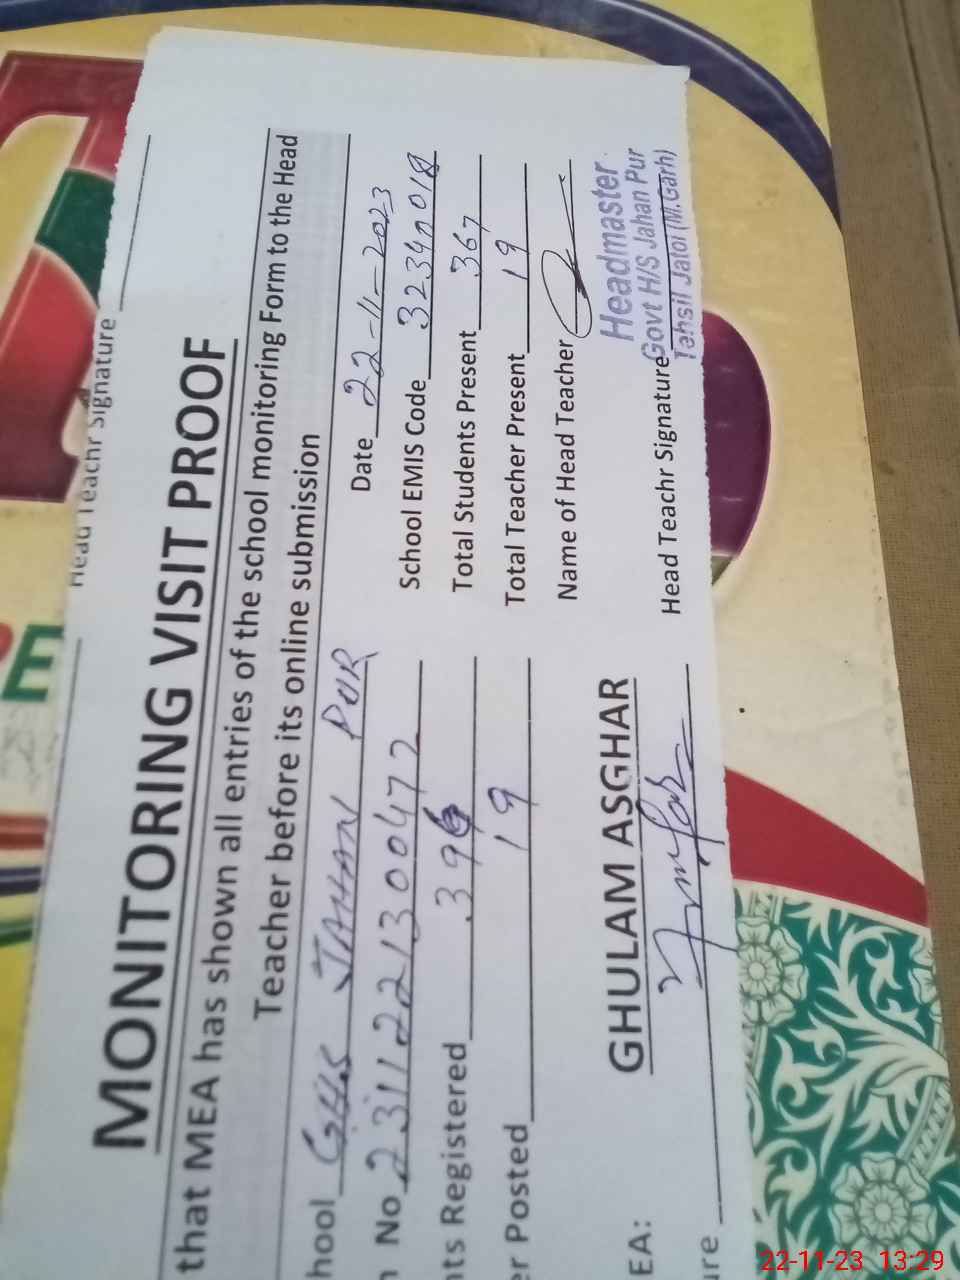 Head Teachr Signature
MONITORING VISIT PROOF
that MEA has shown all entries of the school monitoring Form to the Head
Teacher before its online submission
hool GHS JAHAN PUR Date 22-11-2023
No 2311221300472 School EMIS Code 32340018
nts Registered 396 Total Students Present 367
er Posted 19 Total Teacher Present 19
Name of Head Teacher
EA: GHULAM ASGHAR
ure Head Teachr Signature
Headmaster
Govt H/S Jahan Pur
Tahsil Jatoi (M.Garh)
22-11-23 13:29